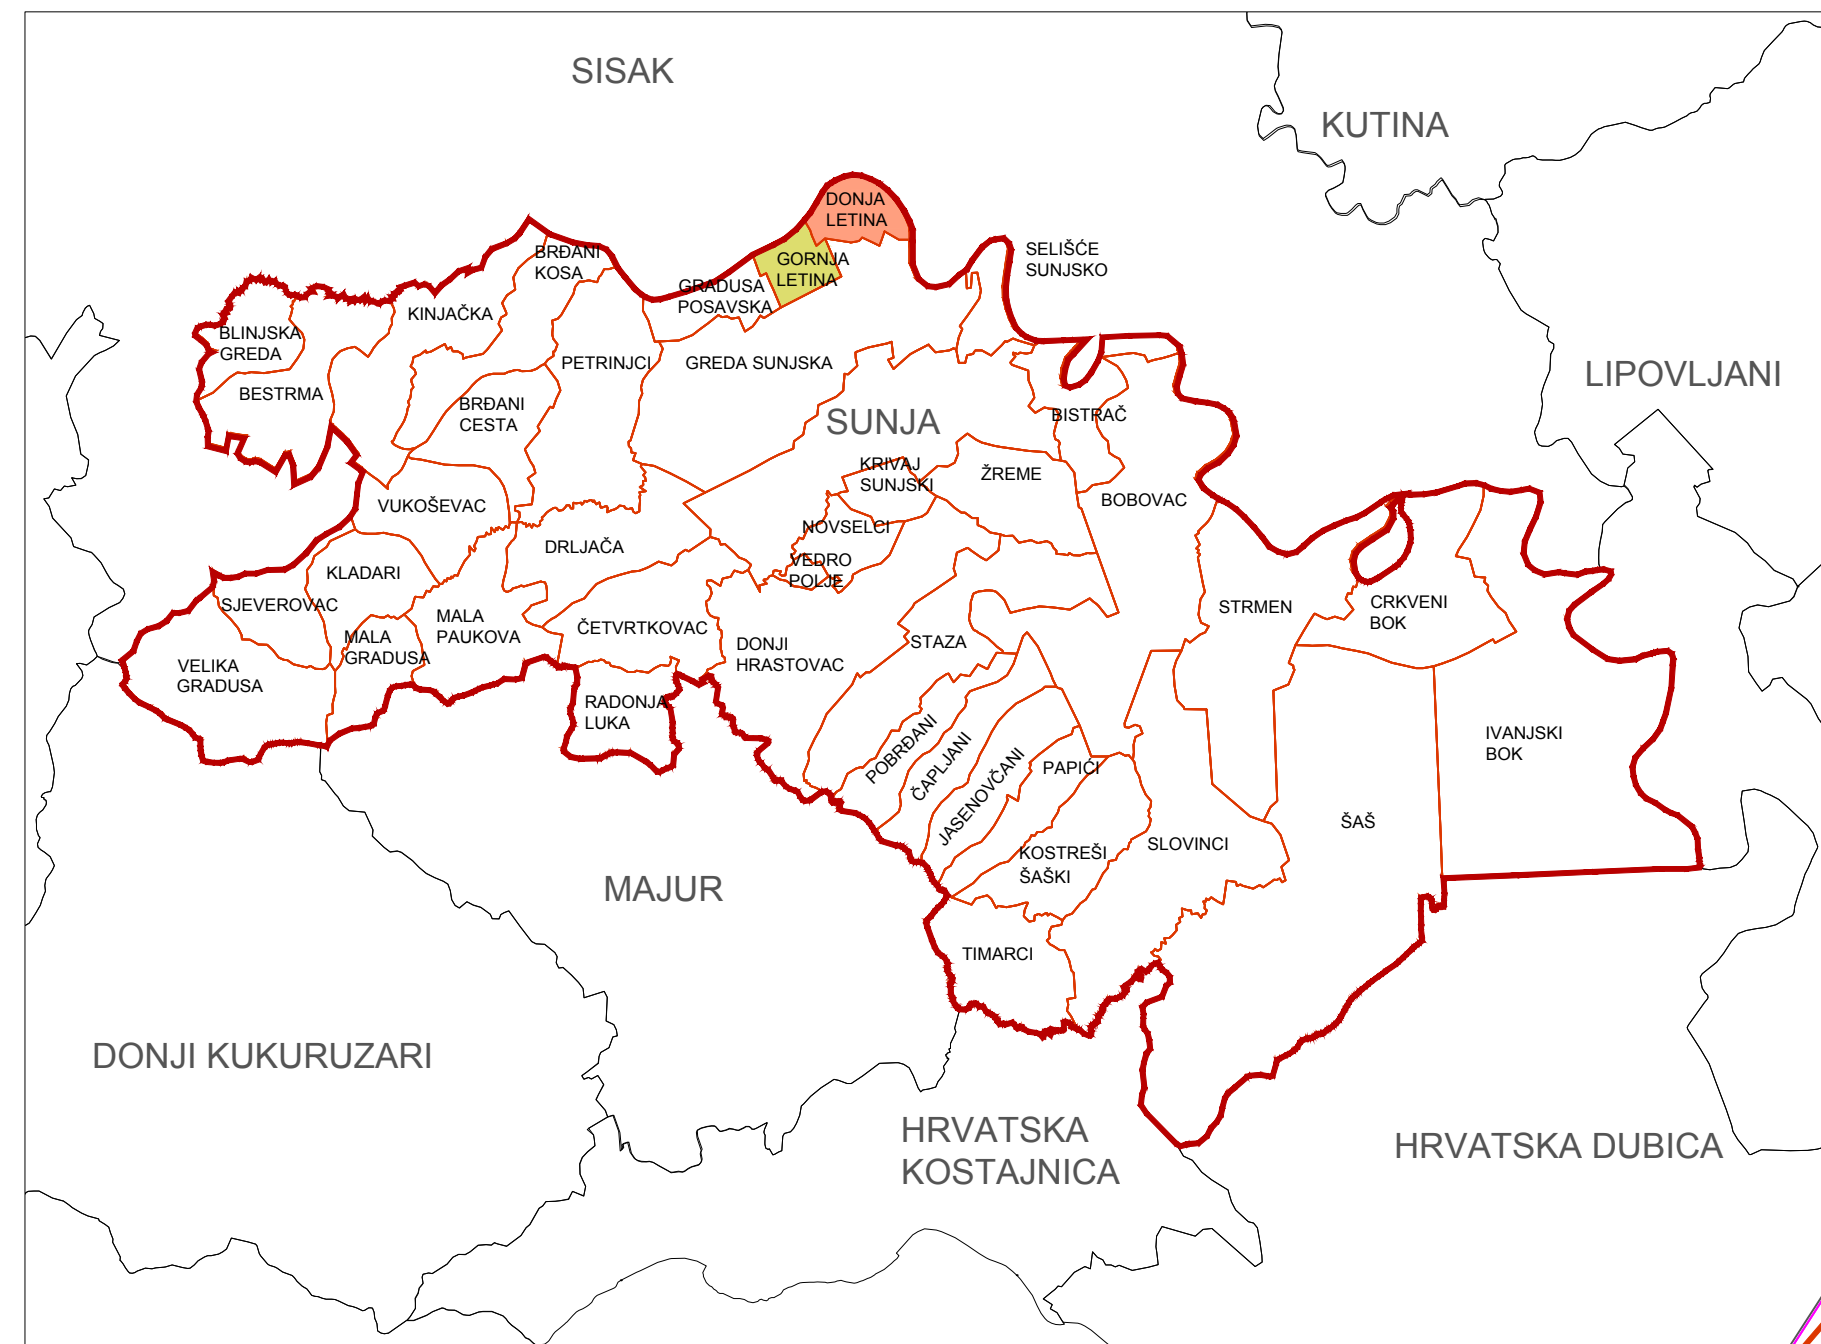 SISAK
KUTINA
DONJA
LETINA
SELIŠĆE
SUNJSKO
BRĐANI
KOSA
GORNJA
LETINA
GRADUSA
POSAVSKA
KINJAČKA
BLINJSKA
GREDA
PETRINJCI
GREDA SUNJSKA
LIPOVLJANI
BESTRMA
BRĐANI
CESTA
SUNJA
BISTRAČ
KRIVAJ
SUNJSKI
ŽREME
BOBOVAC
VUKOŠEVAC
NOVSELCI
DRLJAČA
VEDRO
POLJE
KLADARI
SJEVEROVAC
MALA
PAUKOVA
ČETVRTKOVAC
STRMEN
CRKVENI
BOK
MALA
GRADUSA
DONJI
HRASTOVAC
STAZA
VELIKA
GRADUSA
RADONJA
LUKA
POBRĐANI
ČAPLJANI
JASENOVČANI
PAPIĆI
IVANJSKI
BOK
ŠAŠ
SLOVINCI
KOSTREŠI
ŠAŠKI
MAJUR
TIMARCI
DONJI KUKURUZARI
HRVATSKA
KOSTAJNICA
HRVATSKA DUBICA